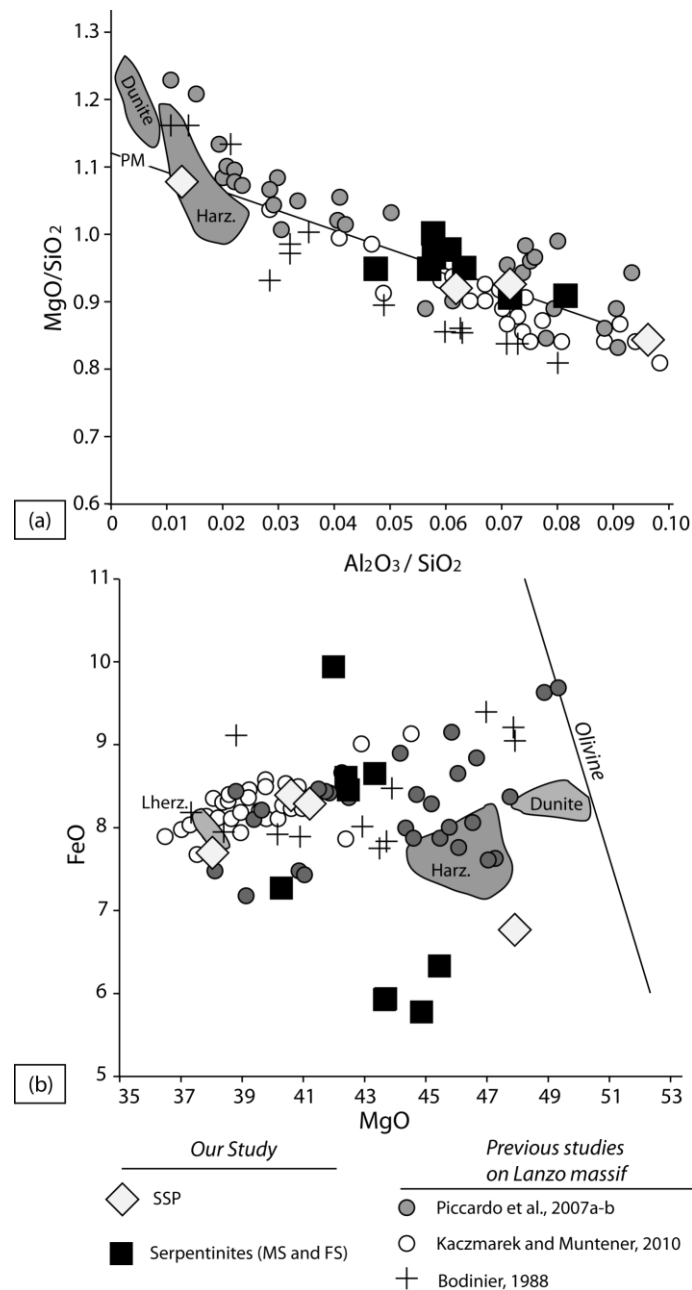 1.3
1.2
1.1
1.0
0.9
0.8
0.7
0.6
MgO/SiO₂
Dunite
PM
Harz.
(a)
0 0.01 0.02 0.03 0.04 0.05 0.06 0.07 0.08 0.09 0.10
Al₂O₃ / SiO₂
11
10
9
8
7
6
5
FeO
Lherz.
Harz.
Dunite
Olivine
(b)
35 37 39 41 43 45 47 49 51 53
MgO
Our Study
SSP
Serpentinites (MS and FS)
Previous studies
on Lanzo massif
Piccardo et al., 2007a-b
Kaczmarek and Muntener, 2010
Bodinier, 1988